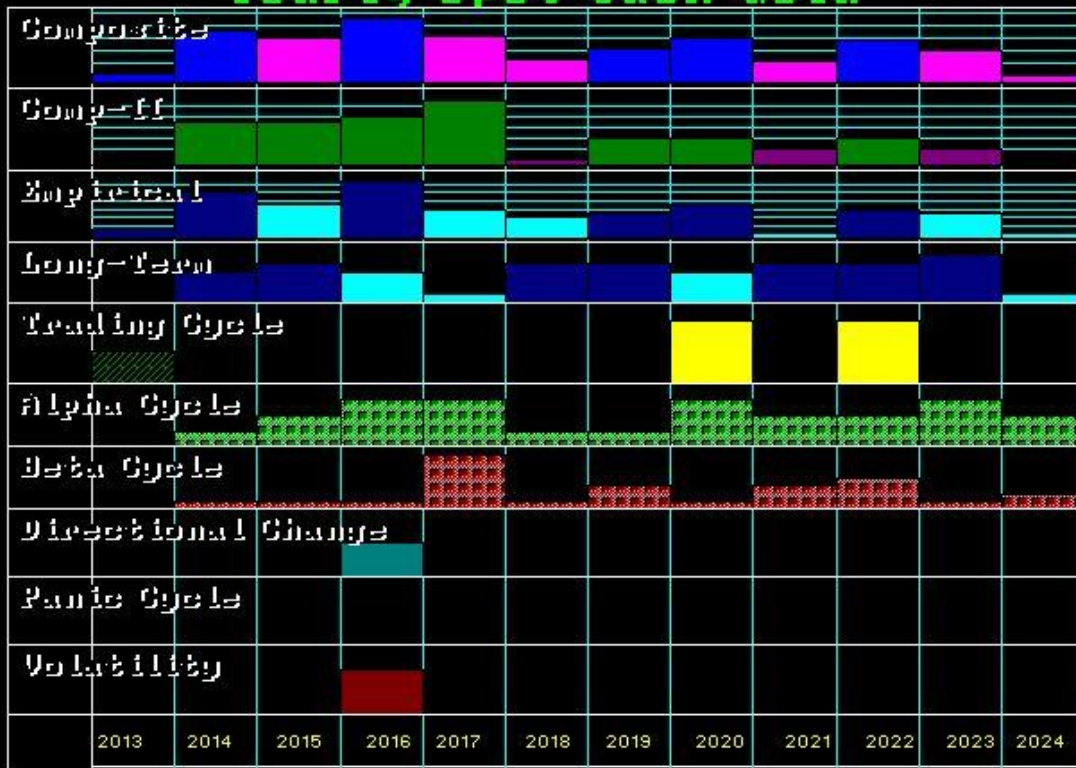 Composite
Comp-II
Empirical
Long-Term
Trading Cycle
Alpha Cycle
Beta Cycle
Directional Change
Panic Cycle
Volatility
2013 2014 2015 2016 2017 2018 2019 2020 2021 2022 2023 2024